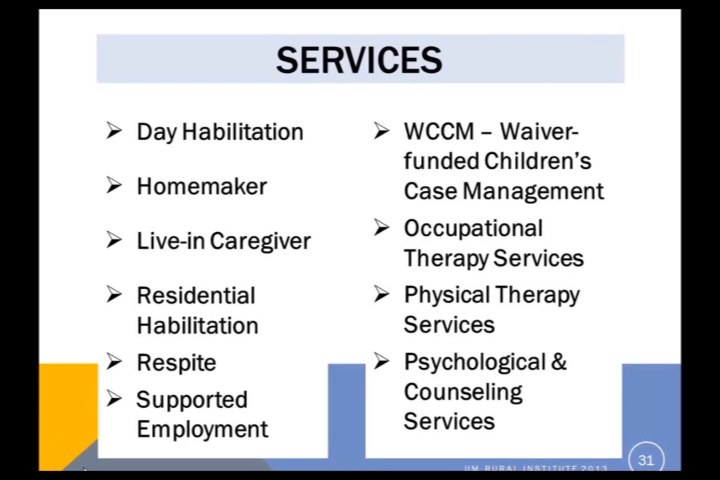 SERVICES
Day Habilitation
Homemaker
Live-in Caregiver
Residential
Habilitation
Respite
Supported
Employment
WCCM – Waiver-
funded Children's
Case Management
Occupational
Therapy Services
Physical Therapy
Services
Psychological &
Counseling
Services
UM RURAL INSTITUTE 2013
31